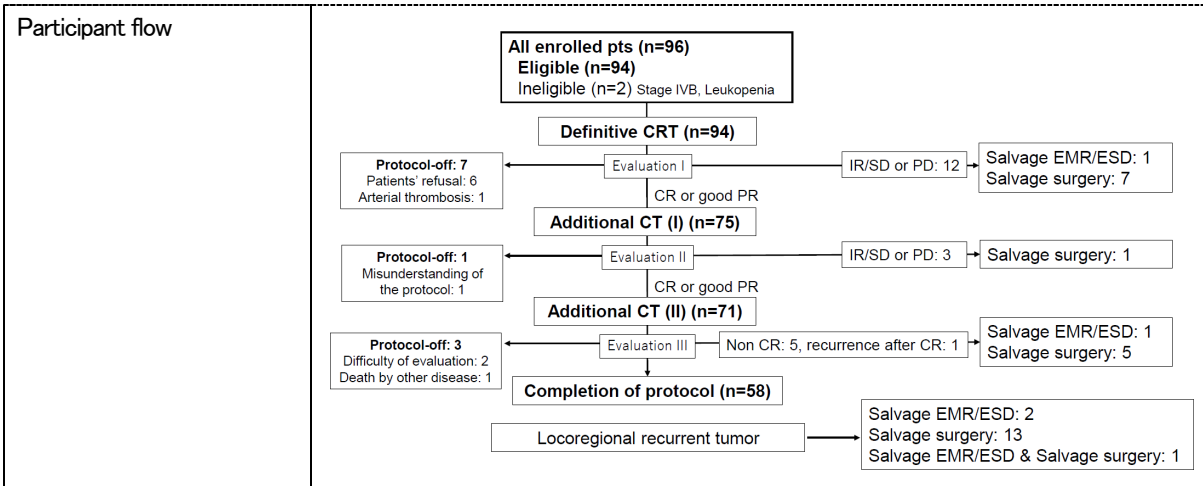 Participant flow
All enrolled pts (n=96)
Eligible (n=94)
Ineligible (n=2) Stage IVB, Leukopenia
Definitive CRT (n=94)
Protocol-off: 7
Patients' refusal: 6
Arterial thrombosis: 1
Evaluation I
IR/SD or PD: 12
Salvage EMR/ESD: 1
Salvage surgery: 7
CR or good PR
Additional CT (I) (n=75)
Protocol-off: 1
Misunderstanding of
the protocol: 1
Evaluation II
IR/SD or PD: 3
Salvage surgery: 1
CR or good PR
Additional CT (II) (n=71)
Protocol-off: 3
Difficulty of evaluation: 2
Death by other disease: 1
Evaluation III
Non CR: 5, recurrence after CR: 1
Salvage EMR/ESD: 1
Salvage surgery: 5
Completion of protocol (n=58)
Locoregional recurrent tumor
Salvage EMR/ESD: 2
Salvage surgery: 13
Salvage EMR/ESD & Salvage surgery: 1